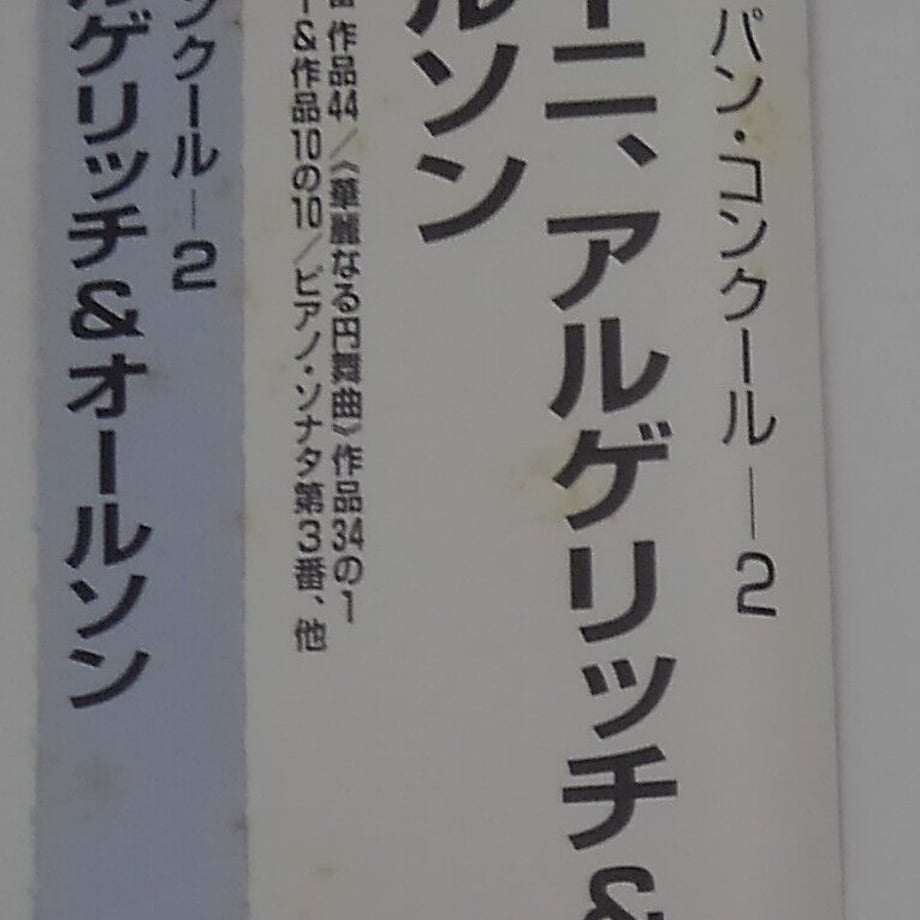 パン・コンクール―2
ーニ、アルゲリッチ&
ルソン
作品44/《華麗なる円舞曲》作品34の1
&作品10の10/ピアノ・ソナタ第3番、他
ンクール―2
ルゲリッチ&オールソン